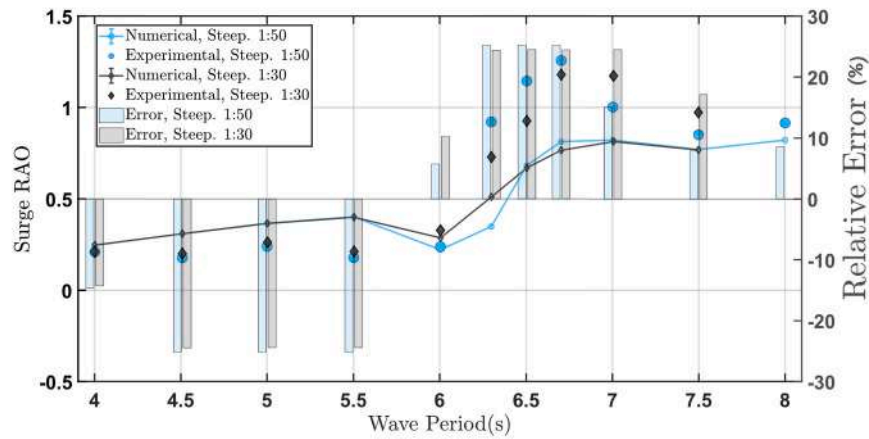 Numerical, Steep. 1:50
Experimental, Steep. 1:50
Numerical, Steep. 1:30
Experimental, Steep. 1:30
Error, Steep. 1:50
Error, Steep. 1:30
1.5
1
0.5
0
-0.5
Surge RAO
4 4.5 5 5.5 6 6.5 7 7.5 8
Wave Period(s)
30
20
10
0
-10
-20
-30
Relative Error (%)